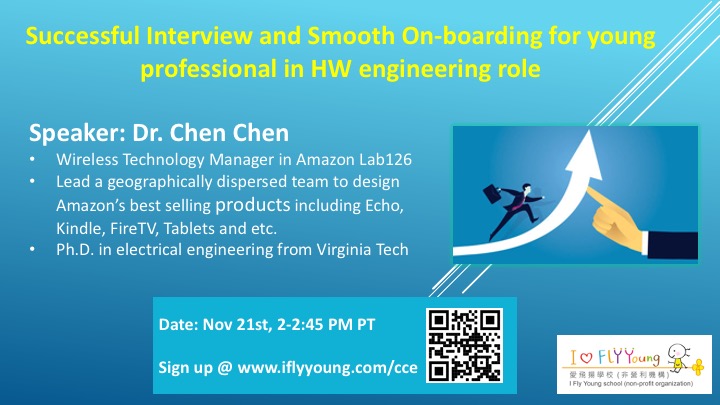 Successful Interview and Smooth On-boarding for young
professional in HW engineering role
Speaker: Dr. Chen Chen
• Wireless Technology Manager in Amazon Lab126
• Lead a geographically dispersed team to design
Amazon's best selling products including Echo,
Kindle, FireTV, Tablets and etc.
• Ph.D. in electrical engineering from Virginia Tech
Date: Nov 21st, 2-2:45 PM PT
Sign up @ www.iflyyoung.com/cce
I ♡ FLY Young
愛飛揚學校 (非營利機構)
I Fly Young school (non-profit organization)